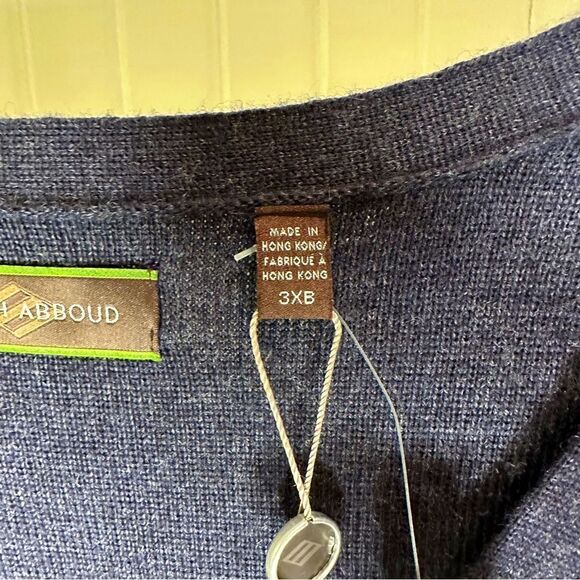 MADE IN
HONG KONG/
FABRIQUÉ À
HONG KONG
3XB
H ABBOUD